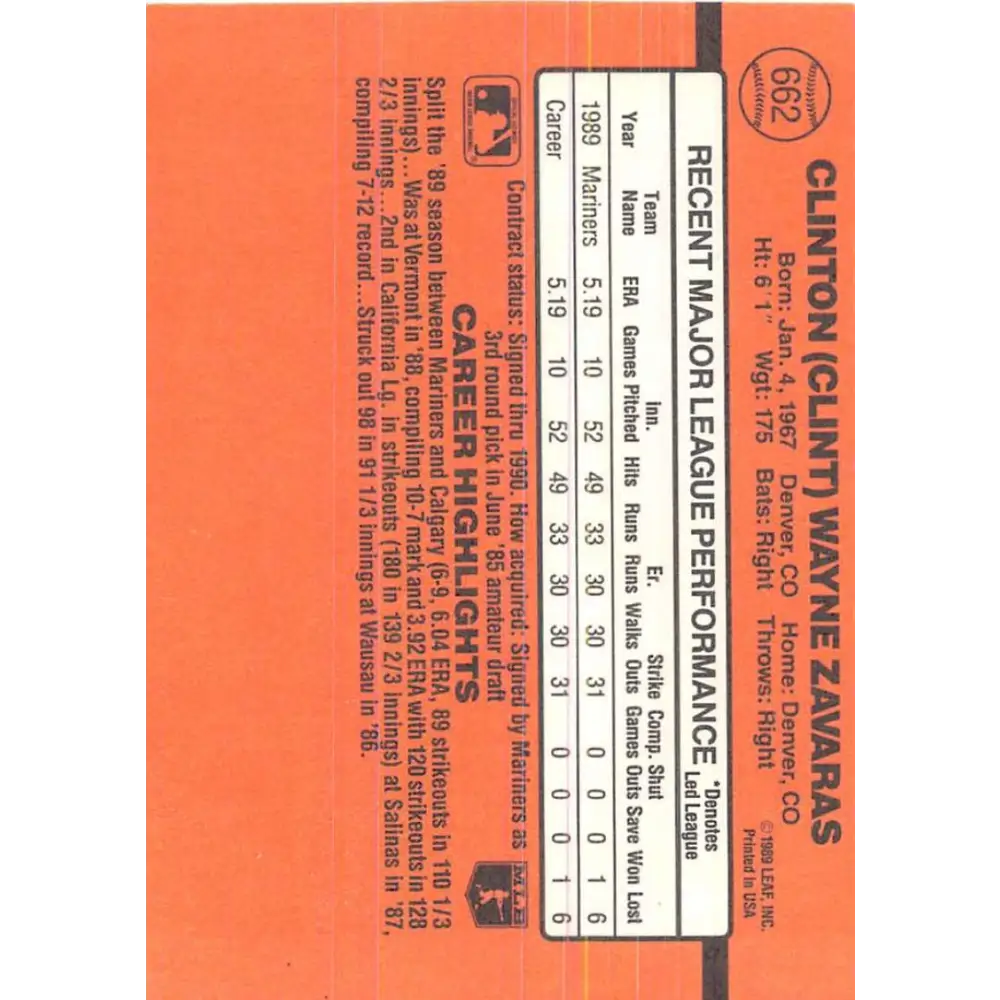 662
CLINTON (CLINT) WAYNE ZAVARAS
Born: Jan. 4, 1967 Denver, CO Home: Denver, CO
Ht: 6'1" Wgt: 175 Bats: Right Throws: Right
©1989 LEAF, INC.
Printed In USA
RECENT MAJOR LEAGUE PERFORMANCE *Denotes
Led League
Team Inn. Er. Strike Comp. Shut
Year Name ERA Games Pitched Hits Runs Runs Walks Outs Games Outs Save Won Lost
1989 Mariners 5.19 10 52 49 33 30 30 31 0 0 0 1 6
Career 5.19 10 52 49 33 30 30 31 0 0 0 1 6
MLB
Contract status: Signed thru 1990. How acquired: Signed by Mariners as
3rd round pick in June '85 amateur draft
CAREER HIGHLIGHTS
Split the '89 season between Mariners and Calgary (6-9, 6.04 ERA, 89 strikeouts in 110 1/3
innings)...Was at Vermont in '88, compiling 10-7 mark and 3.92 ERA with 120 strikeouts in 128
2/3 innings...2nd in California Lg. in strikeouts (180 in 139 2/3 innings) at Salinas in '87,
compiling 7-12 record...Struck out 98 in 91 1/3 innings at Wausau in '86.